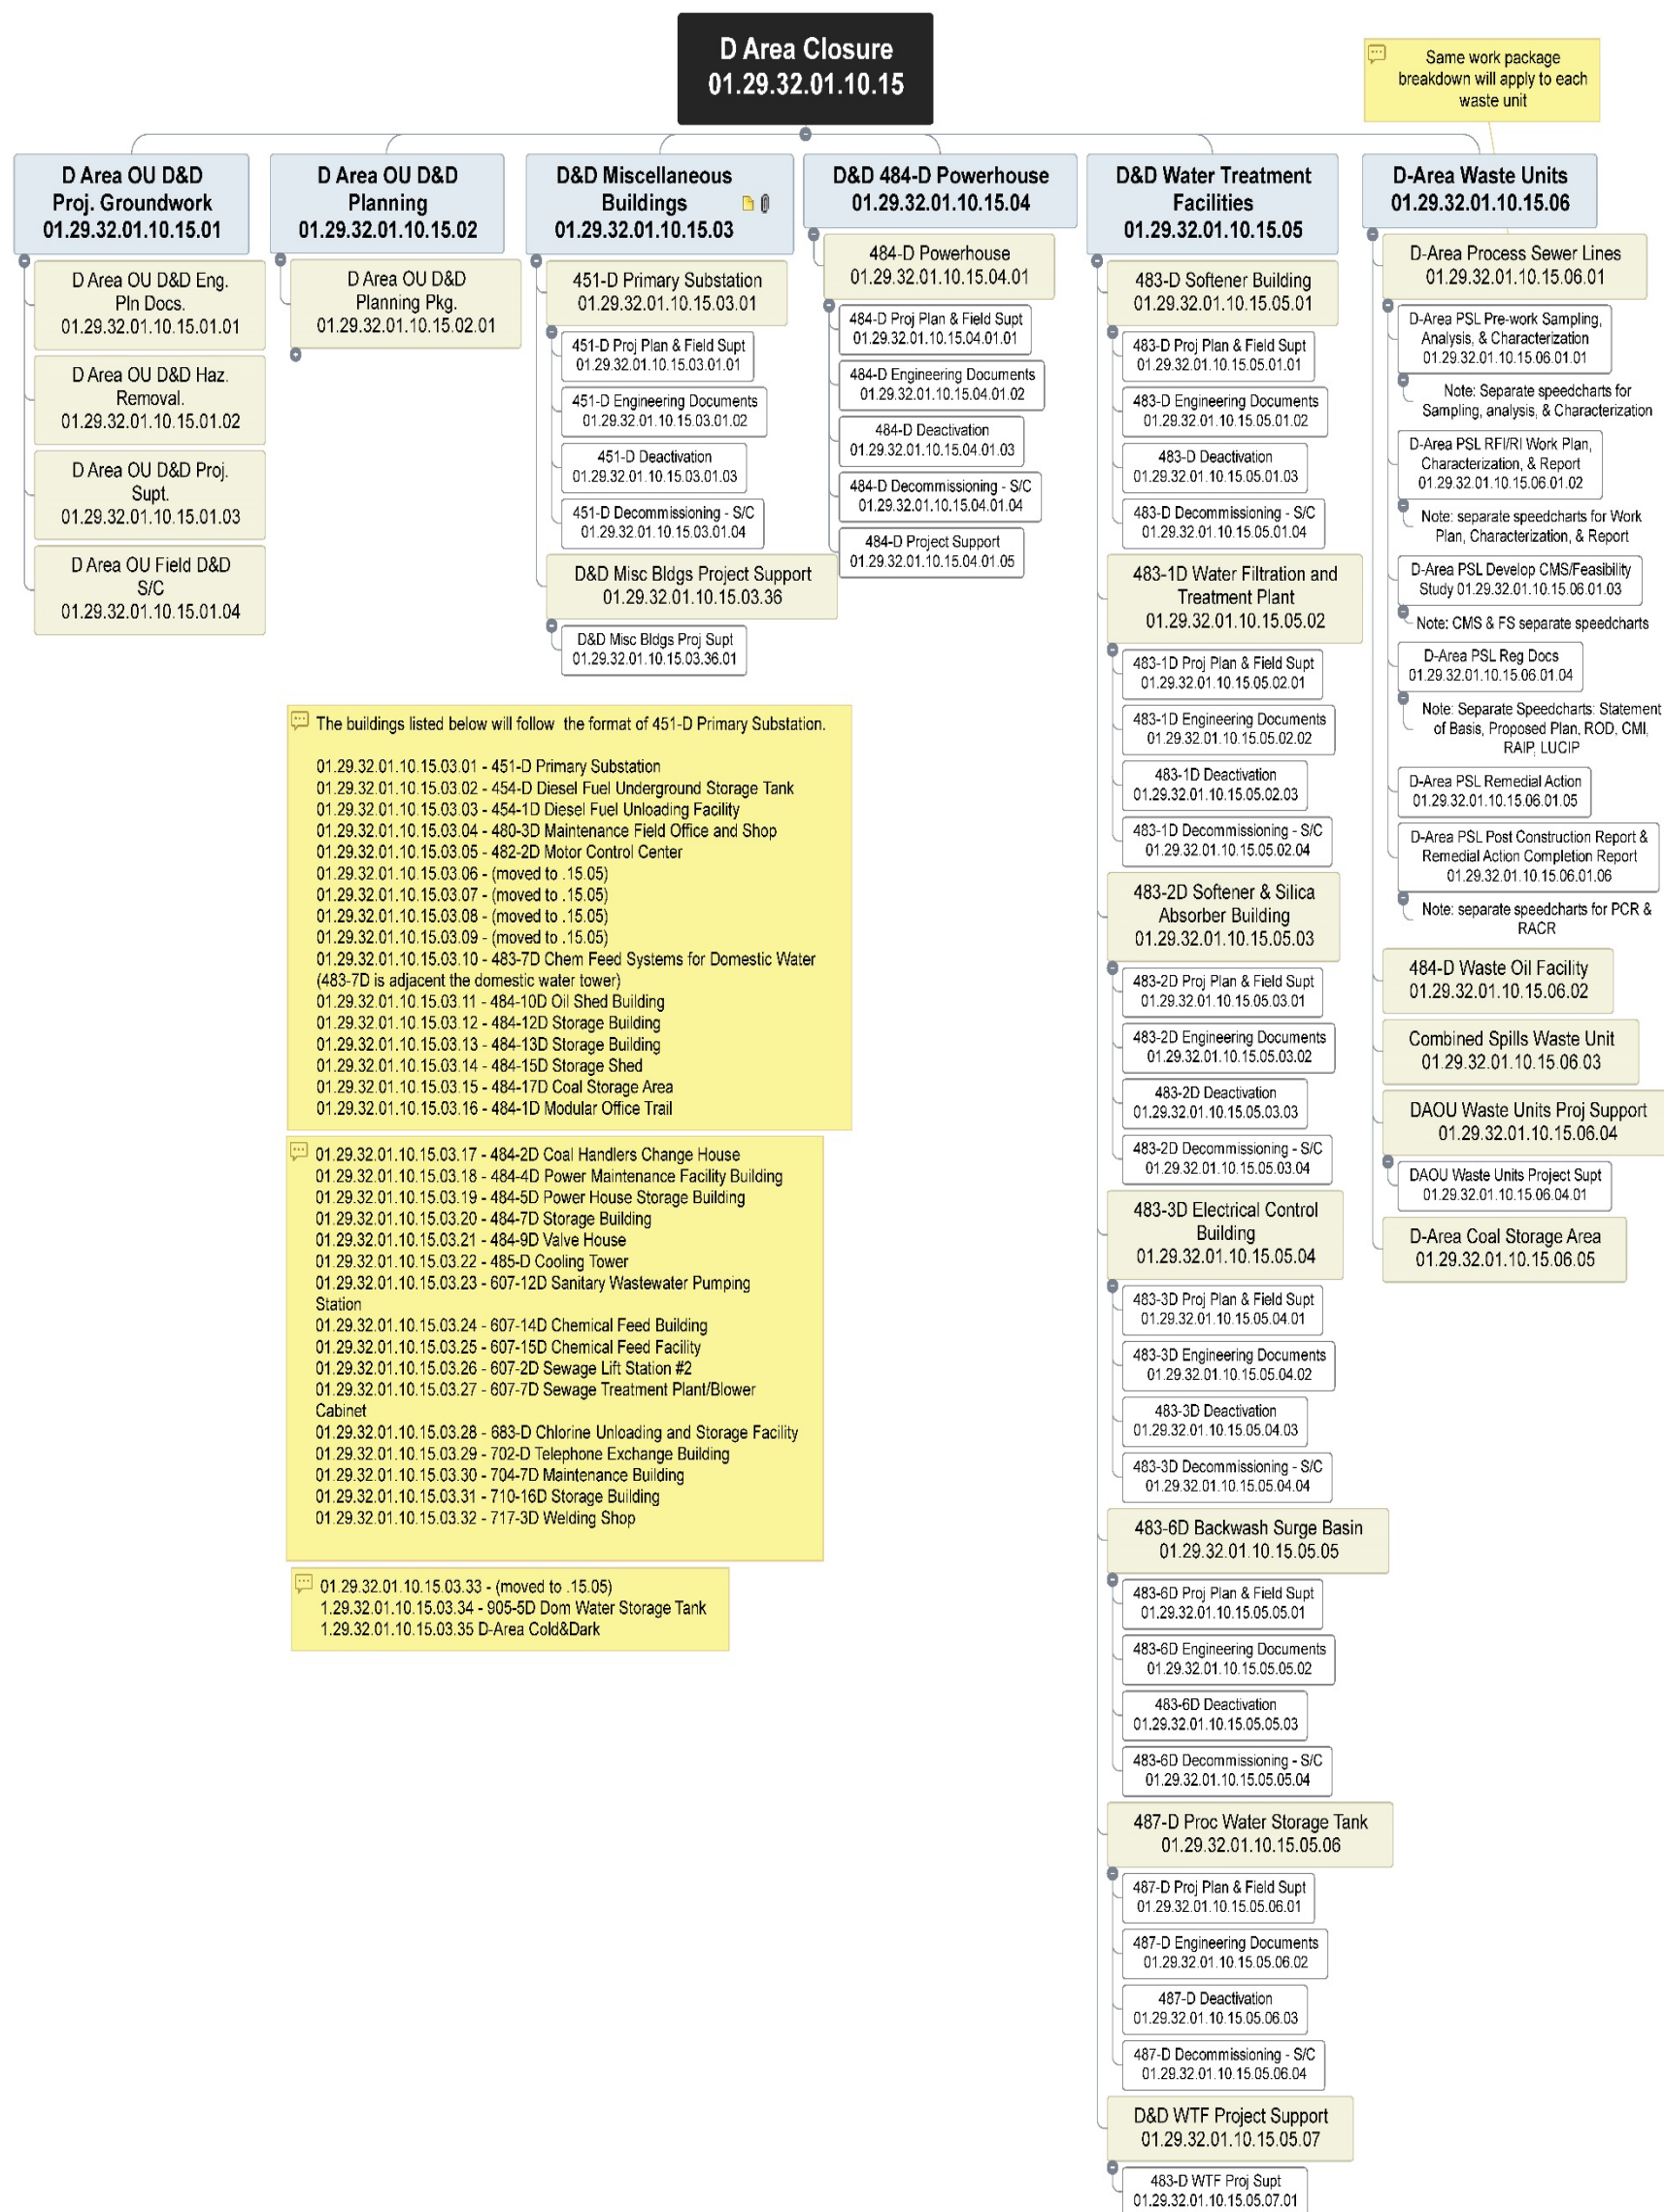 D Area Closure
01.29.32.01.10.15
Same work package
breakdown will apply to each
waste unit
D Area OU D&D
Proj. Groundwork
01.29.32.01.10.15.01
D Area OU D&D Eng.
Pln Docs.
01.29.32.01.10.15.01.01
D Area OU D&D Haz.
Removal.
01.29.32.01.10.15.01.02
D Area OU D&D Proj.
Supt.
01.29.32.01.10.15.01.03
D Area OU Field D&D
S/C
01.29.32.01.10.15.01.04
D Area OU D&D
Planning
01.29.32.01.10.15.02
D Area OU D&D
Planning Pkg.
01.29.32.01.10.15.02.01
D&D Miscellaneous
Buildings
01.29.32.01.10.15.03
451-D Primary Substation
01.29.32.01.10.15.03.01
451-D Proj Plan & Field Supt
01.29.32.01.10.15.03.01.01
451-D Engineering Documents
01.29.32.01.10.15.03.01.02
451-D Deactivation
01.29.32.01.10.15.03.01.03
451-D Decommissioning - S/C
01.29.32.01.10.15.03.01.04
D&D Misc Bldgs Project Support
01.29.32.01.10.15.03.36
D&D Misc Bldgs Proj Supt
01.29.32.01.10.15.03.36.01
The buildings listed below will follow the format of 451-D Primary Substation.
01.29.32.01.10.15.03.01 - 451-D Primary Substation
01.29.32.01.10.15.03.02 - 454-D Diesel Fuel Underground Storage Tank
01.29.32.01.10.15.03.03 - 454-1D Diesel Fuel Unloading Facility
01.29.32.01.10.15.03.04 - 480-3D Maintenance Field Office and Shop
01.29.32.01.10.15.03.05 - 482-2D Motor Control Center
01.29.32.01.10.15.03.06 - (moved to .15.05)
01.29.32.01.10.15.03.07 - (moved to .15.05)
01.29.32.01.10.15.03.08 - (moved to .15.05)
01.29.32.01.10.15.03.09 - (moved to .15.05)
01.29.32.01.10.15.03.10 - 483-7D Chem Feed Systems for Domestic Water
(483-7D is adjacent the domestic water tower)
01.29.32.01.10.15.03.11 - 484-10D Oil Shed Building
01.29.32.01.10.15.03.12 - 484-12D Storage Building
01.29.32.01.10.15.03.13 - 484-13D Storage Building
01.29.32.01.10.15.03.14 - 484-15D Storage Shed
01.29.32.01.10.15.03.15 - 484-17D Coal Storage Area
01.29.32.01.10.15.03.16 - 484-1D Modular Office Trail
01.29.32.01.10.15.03.17 - 484-2D Coal Handlers Change House
01.29.32.01.10.15.03.18 - 484-4D Power Maintenance Facility Building
01.29.32.01.10.15.03.19 - 484-5D Power House Storage Building
01.29.32.01.10.15.03.20 - 484-7D Storage Building
01.29.32.01.10.15.03.21 - 484-9D Valve House
01.29.32.01.10.15.03.22 - 485-D Cooling Tower
01.29.32.01.10.15.03.23 - 607-12D Sanitary Wastewater Pumping
Station
01.29.32.01.10.15.03.24 - 607-14D Chemical Feed Building
01.29.32.01.10.15.03.25 - 607-15D Chemical Feed Facility
01.29.32.01.10.15.03.26 - 607-2D Sewage Lift Station #2
01.29.32.01.10.15.03.27 - 607-7D Sewage Treatment Plant/Blower
Cabinet
01.29.32.01.10.15.03.28 - 683-D Chlorine Unloading and Storage Facility
01.29.32.01.10.15.03.29 - 702-D Telephone Exchange Building
01.29.32.01.10.15.03.30 - 704-7D Maintenance Building
01.29.32.01.10.15.03.31 - 710-16D Storage Building
01.29.32.01.10.15.03.32 - 717-3D Welding Shop
01.29.32.01.10.15.03.33 - (moved to .15.05)
1.29.32.01.10.15.03.34 - 905-5D Dom Water Storage Tank
1.29.32.01.10.15.03.35 D-Area Cold&Dark
D&D 484-D Powerhouse
01.29.32.01.10.15.04
484-D Powerhouse
01.29.32.01.10.15.04.01
484-D Proj Plan & Field Supt
01.29.32.01.10.15.04.01.01
484-D Engineering Documents
01.29.32.01.10.15.04.01.02
484-D Deactivation
01.29.32.01.10.15.04.01.03
484-D Decommissioning - S/C
01.29.32.01.10.15.04.01.04
484-D Project Support
01.29.32.01.10.15.04.01.05
D&D Water Treatment
Facilities
01.29.32.01.10.15.05
483-D Softener Building
01.29.32.01.10.15.05.01
483-D Proj Plan & Field Supt
01.29.32.01.10.15.05.01.01
483-D Engineering Documents
01.29.32.01.10.15.05.01.02
483-D Deactivation
01.29.32.01.10.15.05.01.03
483-D Decommissioning - S/C
01.29.32.01.10.15.05.01.04
483-1D Water Filtration and
Treatment Plant
01.29.32.01.10.15.05.02
483-1D Proj Plan & Field Supt
01.29.32.01.10.15.05.02.01
483-1D Engineering Documents
01.29.32.01.10.15.05.02.02
483-1D Deactivation
01.29.32.01.10.15.05.02.03
483-1D Decommissioning - S/C
01.29.32.01.10.15.05.02.04
483-2D Softener & Silica
Absorber Building
01.29.32.01.10.15.05.03
483-2D Proj Plan & Field Supt
01.29.32.01.10.15.05.03.01
483-2D Engineering Documents
01.29.32.01.10.15.05.03.02
483-2D Deactivation
01.29.32.01.10.15.05.03.03
483-2D Decommissioning - S/C
01.29.32.01.10.15.05.03.04
483-3D Electrical Control
Building
01.29.32.01.10.15.05.04
483-3D Proj Plan & Field Supt
01.29.32.01.10.15.05.04.01
483-3D Engineering Documents
01.29.32.01.10.15.05.04.02
483-3D Deactivation
01.29.32.01.10.15.05.04.03
483-3D Decommissioning - S/C
01.29.32.01.10.15.05.04.04
483-6D Backwash Surge Basin
01.29.32.01.10.15.05.05
483-6D Proj Plan & Field Supt
01.29.32.01.10.15.05.05.01
483-6D Engineering Documents
01.29.32.01.10.15.05.05.02
483-6D Deactivation
01.29.32.01.10.15.05.05.03
483-6D Decommissioning - S/C
01.29.32.01.10.15.05.05.04
487-D Proc Water Storage Tank
01.29.32.01.10.15.05.06
487-D Proj Plan & Field Supt
01.29.32.01.10.15.05.06.01
487-D Engineering Documents
01.29.32.01.10.15.05.06.02
487-D Deactivation
01.29.32.01.10.15.05.06.03
487-D Decommissioning - S/C
01.29.32.01.10.15.05.06.04
D&D WTF Project Support
01.29.32.01.10.15.05.07
483-D WTF Proj Supt
01.29.32.01.10.15.05.07.01
D-Area Waste Units
01.29.32.01.10.15.06
D-Area Process Sewer Lines
01.29.32.01.10.15.06.01
D-Area PSL Pre-work Sampling,
Analysis, & Characterization
01.29.32.01.10.15.06.01.01
Note: Separate speedcharts for
Sampling, analysis, & Characterization
D-Area PSL RFI/RI Work Plan,
Characterization, & Report
01.29.32.01.10.15.06.01.02
Note: separate speedcharts for Work
Plan, Characterization, & Report
D-Area PSL Develop CMS/Feasibility
Study 01.29.32.01.10.15.06.01.03
Note: CMS & FS separate speedcharts
D-Area PSL Reg Docs
01.29.32.01.10.15.06.01.04
Note: Separate Speedcharts: Statement
of Basis, Proposed Plan, ROD, CMI,
RAIP, LUCIP
D-Area PSL Remedial Action
01.29.32.01.10.15.06.01.05
D-Area PSL Post Construction Report &
Remedial Action Completion Report
01.29.32.01.10.15.06.01.06
Note: separate speedcharts for PCR &
RACR
484-D Waste Oil Facility
01.29.32.01.10.15.06.02
Combined Spills Waste Unit
01.29.32.01.10.15.06.03
DAOU Waste Units Proj Support
01.29.32.01.10.15.06.04
DAOU Waste Units Project Supt
01.29.32.01.10.15.06.04.01
D-Area Coal Storage Area
01.29.32.01.10.15.06.05